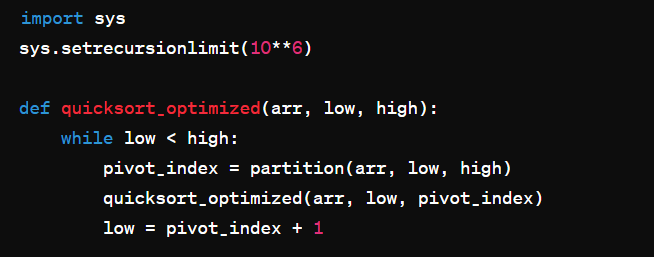 import sys
sys.setrecursionlimit(10**6)
def quicksort_optimized(arr, low, high):
    while low < high:
        pivot_index = partition(arr, low, high)
        quicksort_optimized(arr, low, pivot_index)
        low = pivot_index + 1